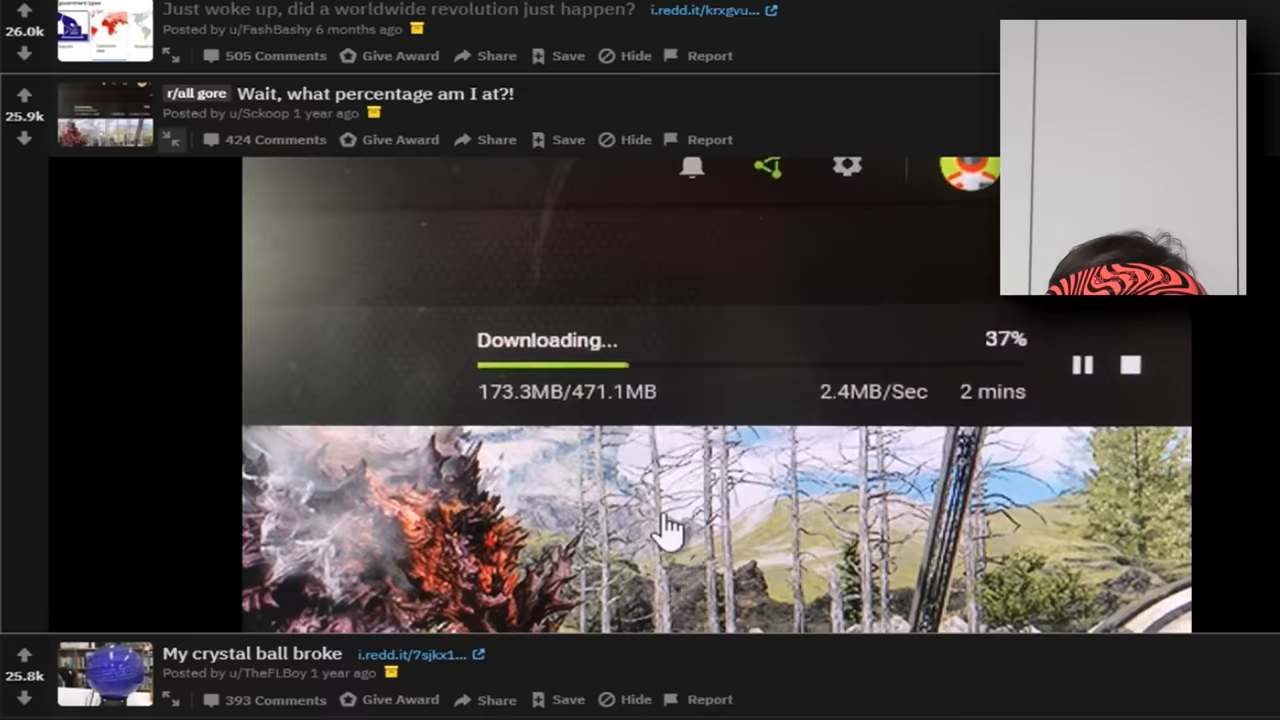 Just woke up, did a worldwide revolution just happen? i.redd.it/krxgvu...
26.0k
Posted by u/FashBashy 6 months ago
505 Comments Give Award Share Save Hide Report
r/all gore Wait, what percentage am I at?!
25.9k
Posted by u/Sckoop 1 year ago
424 Comments Give Award Share Save Hide Report
Downloading... 37%
173.3MB/471.1MB 2.4MB/Sec 2 mins
My crystal ball broke i.redd.it/7sjkx1...
25.8k
Posted by u/TheFLBoy 1 year ago
393 Comments Give Award Share Save Hide Report